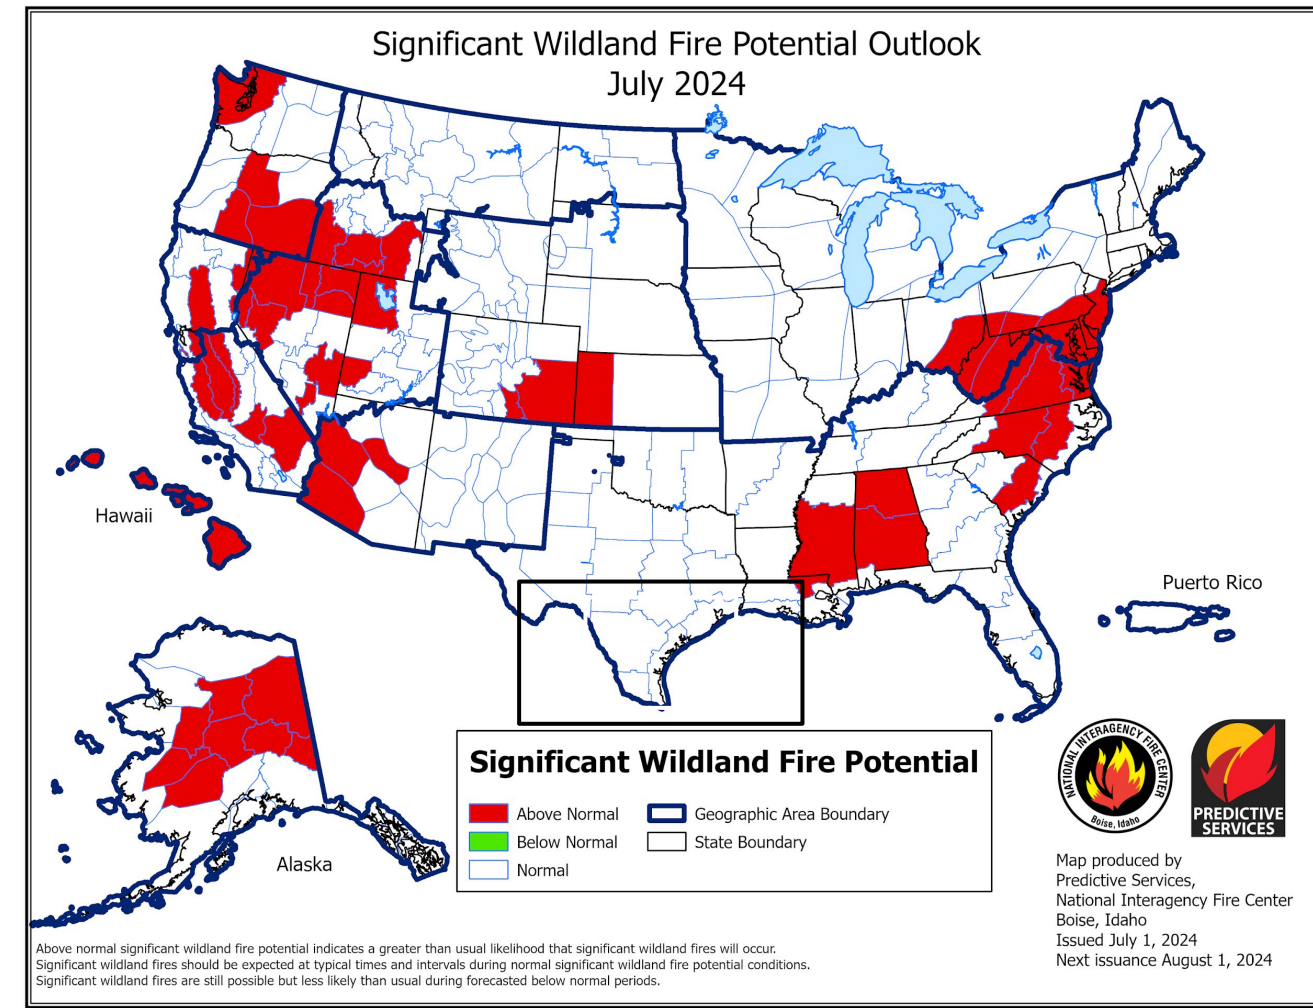 Significant Wildland Fire Potential Outlook
July 2024
Hawaii
Puerto Rico
Alaska
Significant Wildland Fire Potential
Above Normal
Geographic Area Boundary
Below Normal
State Boundary
Normal
NATIONAL INTERAGENCY FIRE CENTER
Boise, Idaho
PREDICTIVE
SERVICES
Map produced by
Predictive Services,
National Interagency Fire Center
Boise, Idaho
Issued July 1, 2024
Next issuance August 1, 2024
Above normal significant wildland fire potential indicates a greater than usual likelihood that significant wildland fires will occur.
Significant wildland fires should be expected at typical times and intervals during normal significant wildland fire potential conditions.
Significant wildland fires are still possible but less likely than usual during forecasted below normal periods.